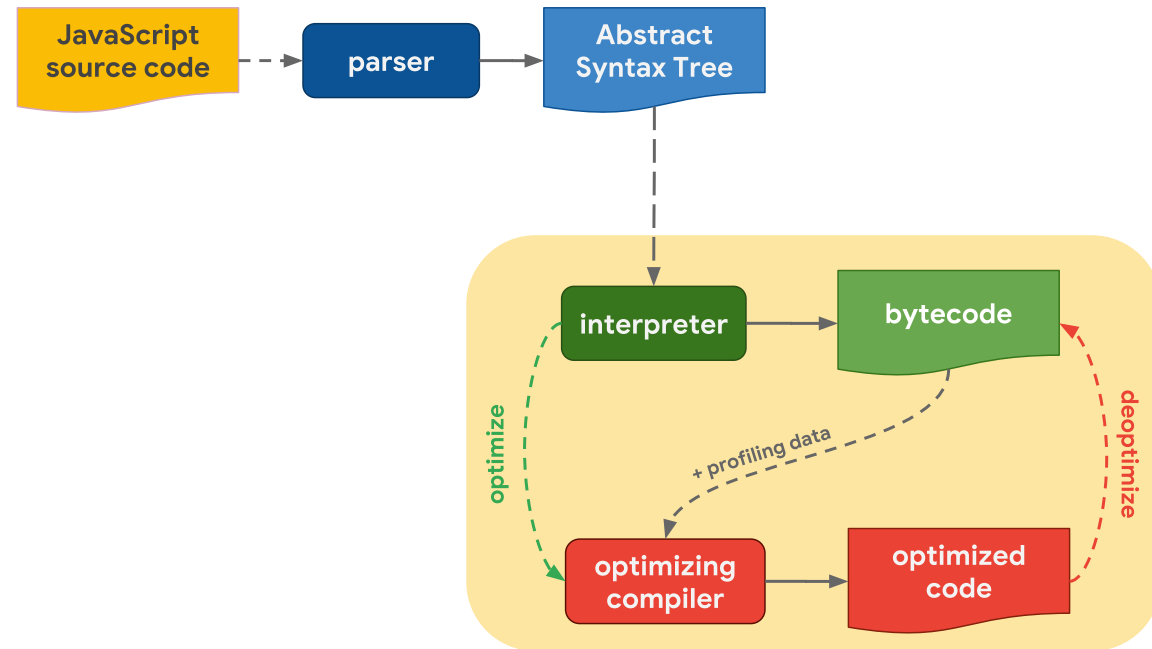 JavaScript
source code
parser
Abstract
Syntax Tree
interpreter
bytecode
optimize
+ profiling data
deoptimize
optimizing
compiler
optimized
code